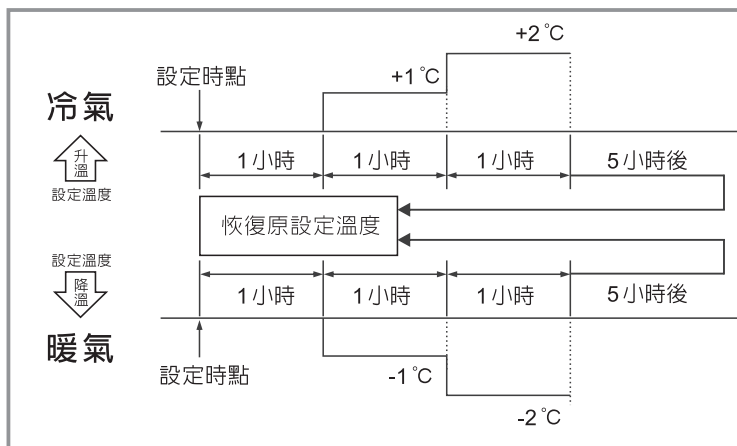 +2°C
設定時點
+1°C
冷氣
升溫
設定溫度
1小時
1小時
1小時
5小時後
恢復原設定溫度
設定溫度
降溫
暖氣
1小時
1小時
1小時
5小時後
設定時點
-1°C
-2°C